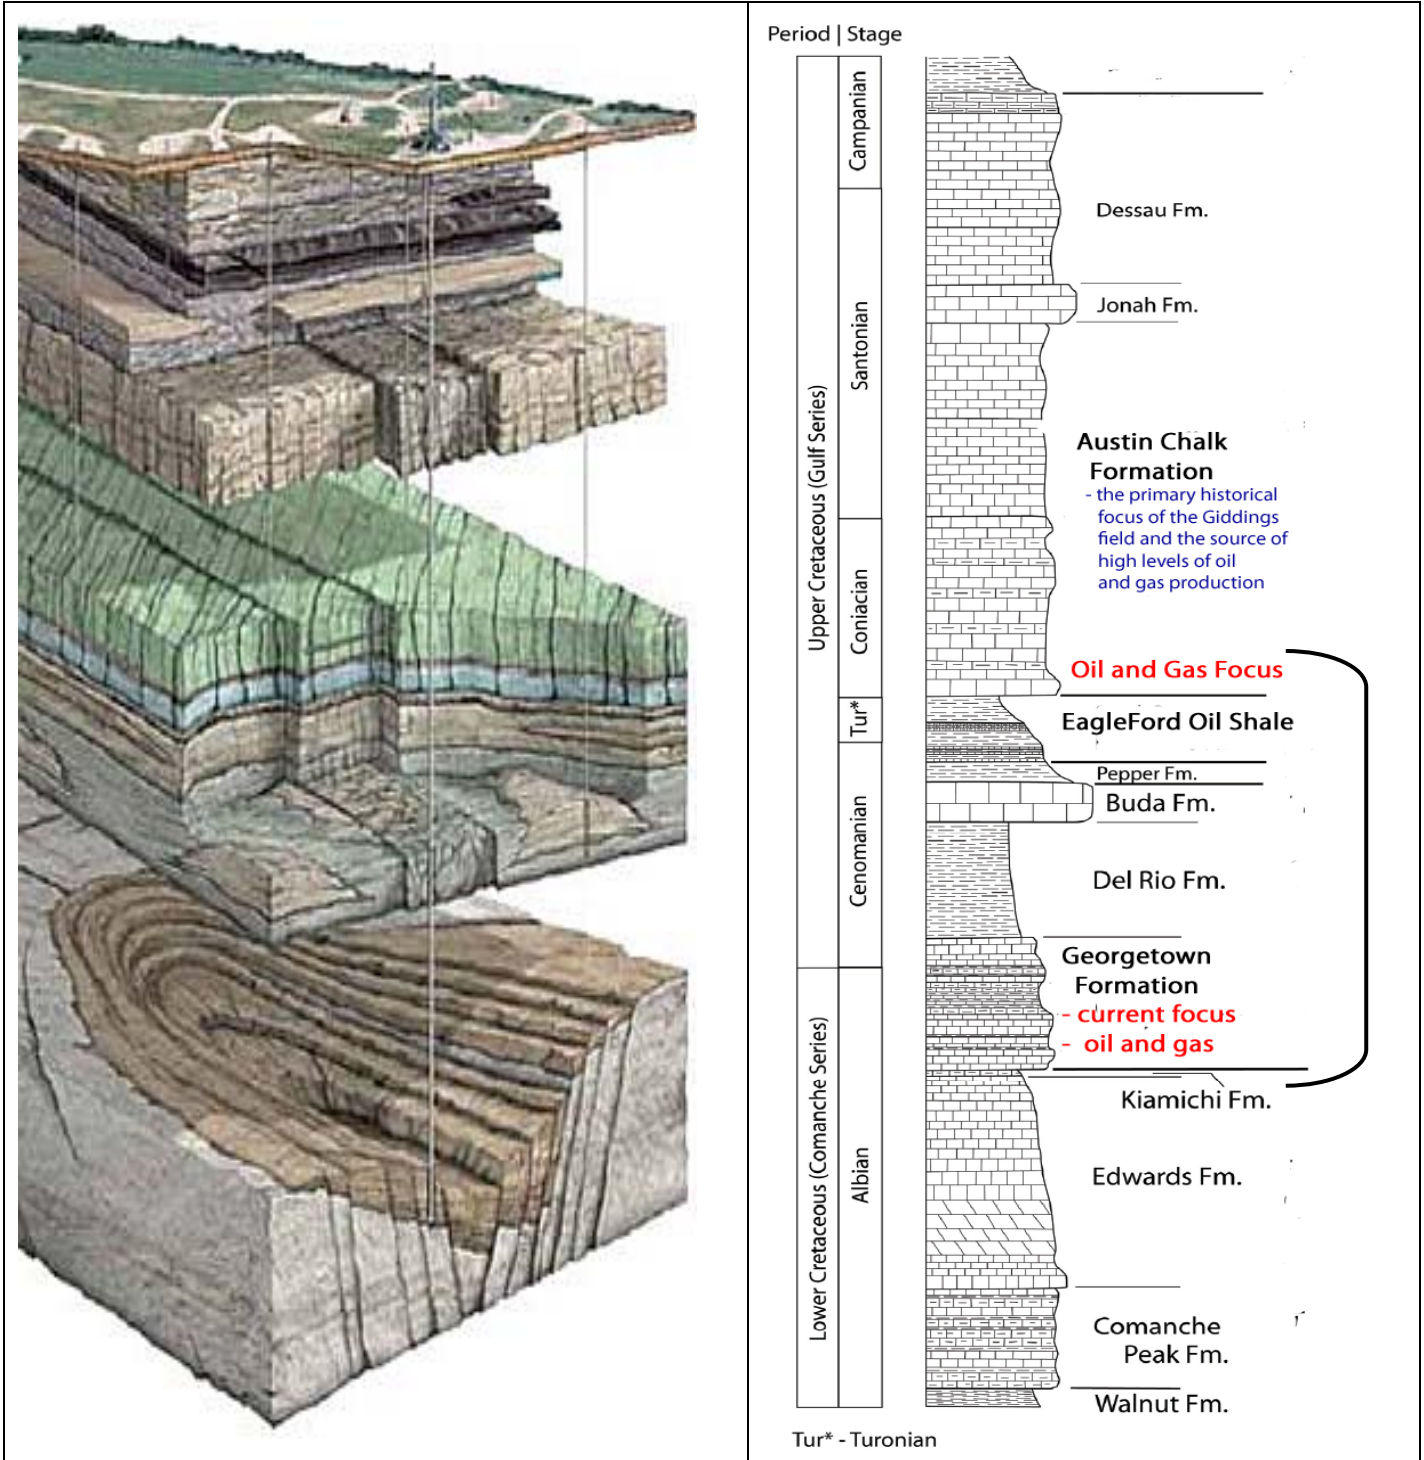 Period | Stage
Upper Cretaceous (Gulf Series)
Lower Cretaceous (Comanche Series)
Campanian
Santonian
Coniacian
Tur*
Cenomanian
Albian
Dessau Fm.
Jonah Fm.
Austin Chalk
Formation
- the primary historical
focus of the Giddings
field and the source of
high levels of oil
and gas production
Oil and Gas Focus
EagleFord Oil Shale
Pepper Fm.
Buda Fm.
Del Rio Fm.
Georgetown
Formation
- current focus
- oil and gas
Kiamichi Fm.
Edwards Fm.
Comanche
Peak Fm.
Walnut Fm.
Tur* - Turonian